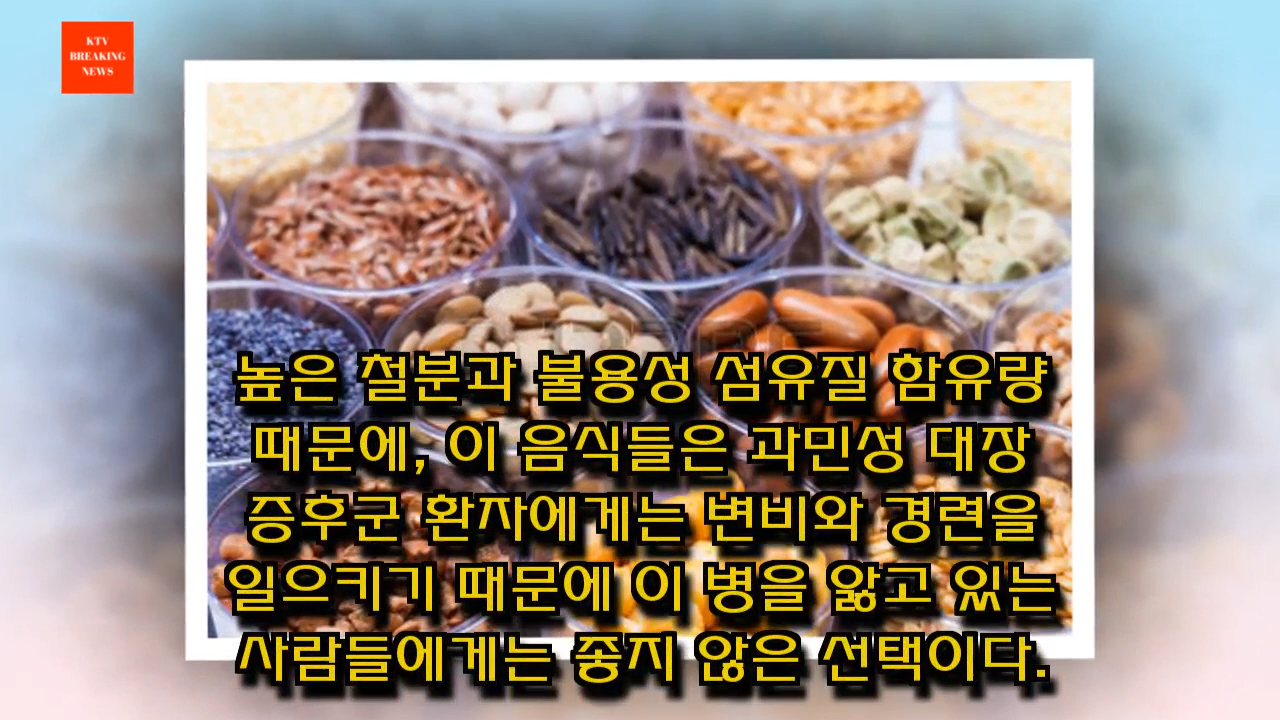 KTV
BREAKING
NEWS
높은 철분과 불용성 섬유질 함유량
때문에, 이 음식들은 과민성 대장
증후군 환자에게는 변비와 경련을
일으키기 때문에 이 병을 앓고 있는
사람들에게는 좋지 않은 선택이다.